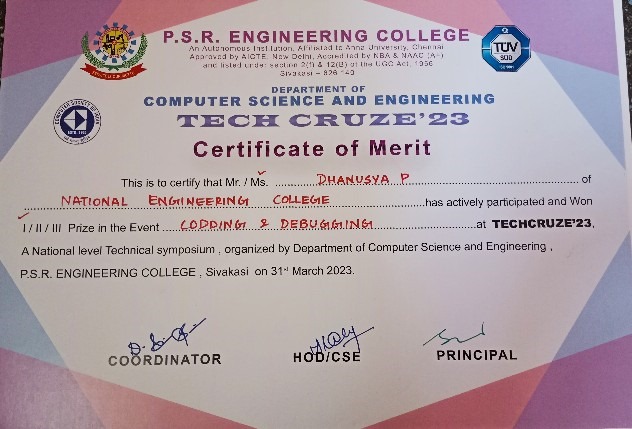 P.S.R. ENGINEERING COLLEGE
An Autonomous Institution, Affiliated to Anna University, Chennai
Approved by AICTE, New Delhi, Accredited by NBA & NAAC (A+)
and listed under section 2(f) & 12(B) of the UGC Act, 1956
Sivakasi - 626 140
TÜV
SÜD
DEPARTMENT OF
COMPUTER SCIENCE AND ENGINEERING
TECH CRUZE'23
Certificate of Merit
This is to certify that Mr. / Ms. DHANUSYA P of
NATIONAL ENGINEERING COLLEGE has actively participated and Won
I / II / III Prize in the Event CODDING & DEBUGGING at TECHCRUZE'23,
A National level Technical symposium , organized by Department of Computer Science and Engineering ,
P.S.R. ENGINEERING COLLEGE , Sivakasi on 31st March 2023.
COORDINATOR
HOD/CSE
PRINCIPAL